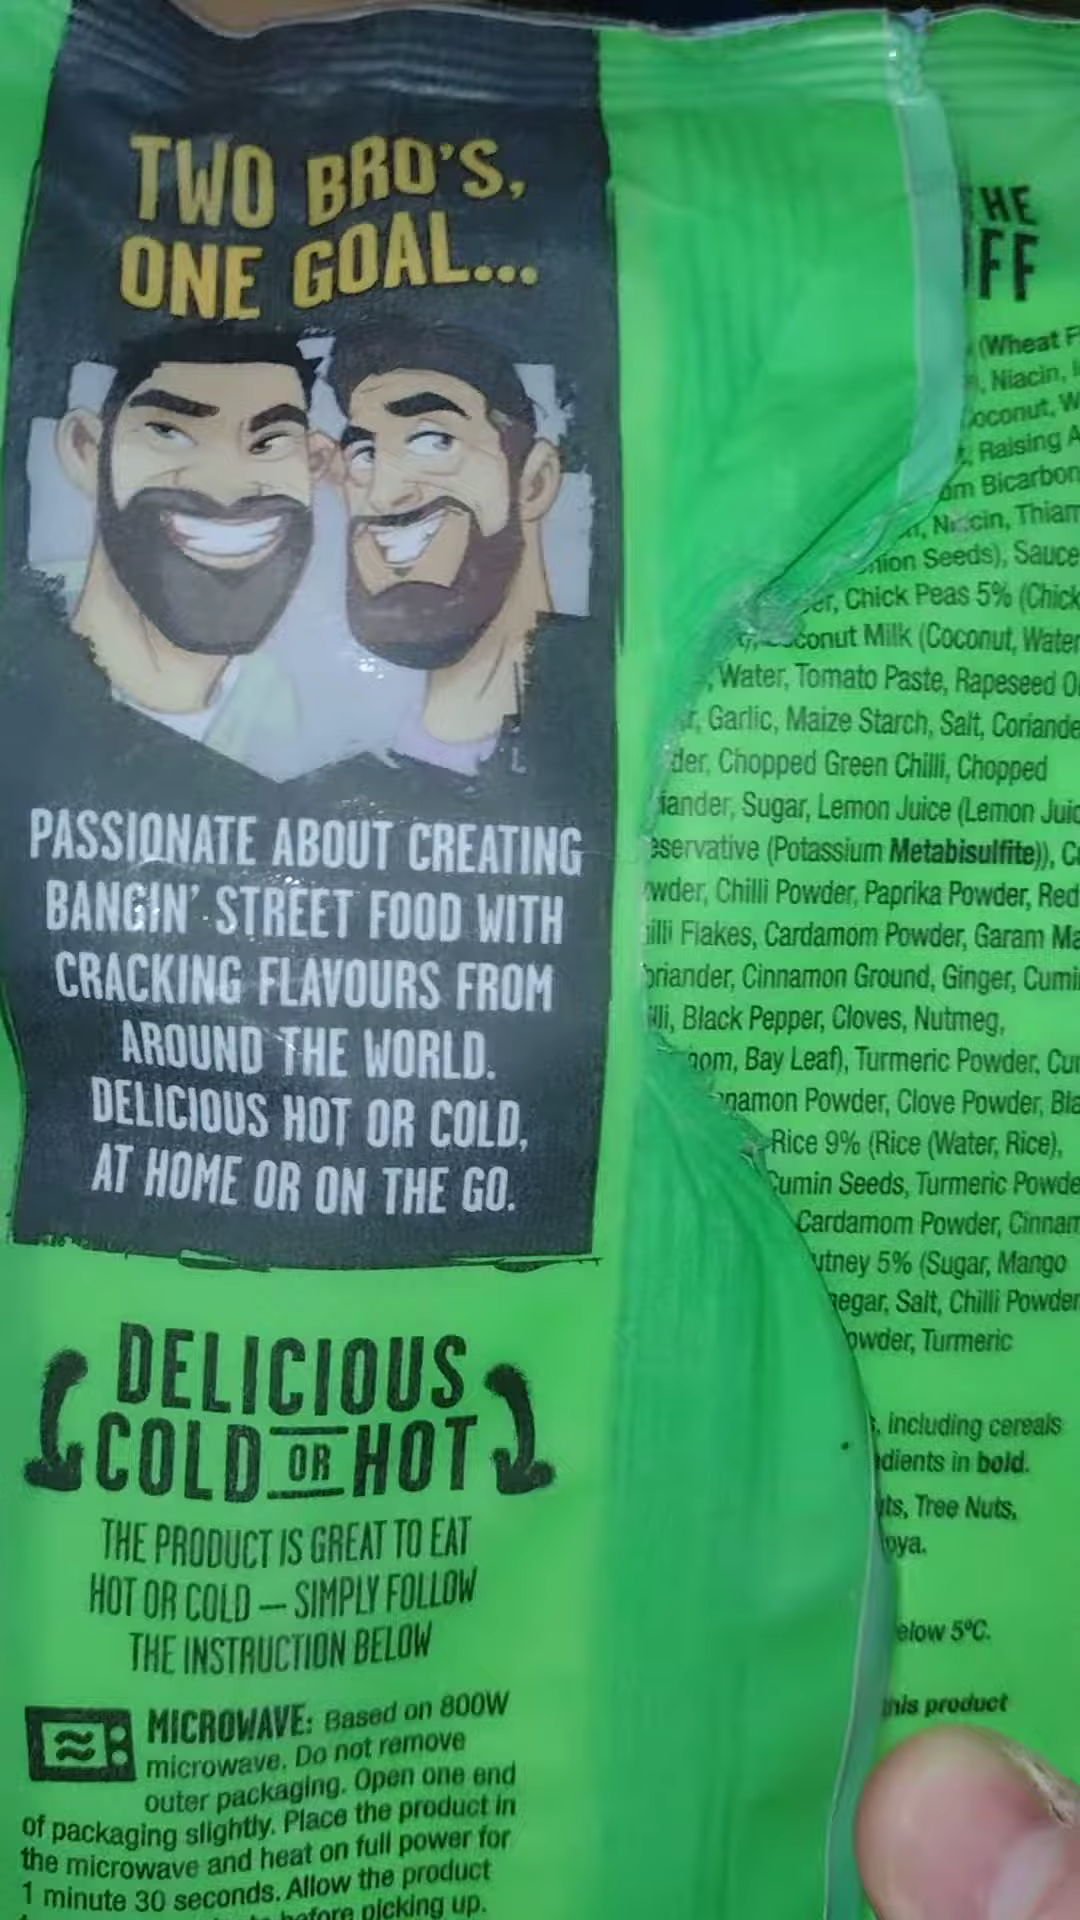 TWO BRO'S,
ONE GOAL...
PASSIONATE ABOUT CREATING
BANGIN' STREET FOOD WITH
CRACKING FLAVOURS FROM
AROUND THE WORLD.
DELICIOUS HOT OR COLD,
AT HOME OR ON THE GO.
DELICIOUS
COLD OR HOT
THE PRODUCT IS GREAT TO EAT
HOT OR COLD – SIMPLY FOLLOW
THE INSTRUCTION BELOW
MICROWAVE: Based on 800W
microwave. Do not remove
outer packaging. Open one end
of packaging slightly. Place the product in
the microwave and heat on full power for
1 minute 30 seconds. Allow the product
before picking up.
HE
FF
(Wheat F
, Niacin, I
oconut, W
, Raising A
m Bicarbon
, Niacin, Thiam
nion Seeds), Sauce
er, Chick Peas 5% (Chick
conut Milk (Coconut, Water
, Water, Tomato Paste, Rapeseed O
r, Garlic, Maize Starch, Salt, Coriande
der, Chopped Green Chilli, Chopped
iander, Sugar, Lemon Juice (Lemon Juic
eservative (Potassium Metabisulfite)), C
wder, Chilli Powder, Paprika Powder, Red
illi Flakes, Cardamom Powder, Garam Ma
oriander, Cinnamon Ground, Ginger, Cumi
lli, Black Pepper, Cloves, Nutmeg,
mom, Bay Leaf), Turmeric Powder, Cu
nnamon Powder, Clove Powder, Bla
Rice 9% (Rice (Water, Rice),
Cumin Seeds, Turmeric Powde
Cardamom Powder, Cinnam
utney 5% (Sugar, Mango
negar, Salt, Chilli Powder
owder, Turmeric
, including cereals
dients in bold.
ts, Tree Nuts,
oya.
elow 5ºC.
his product